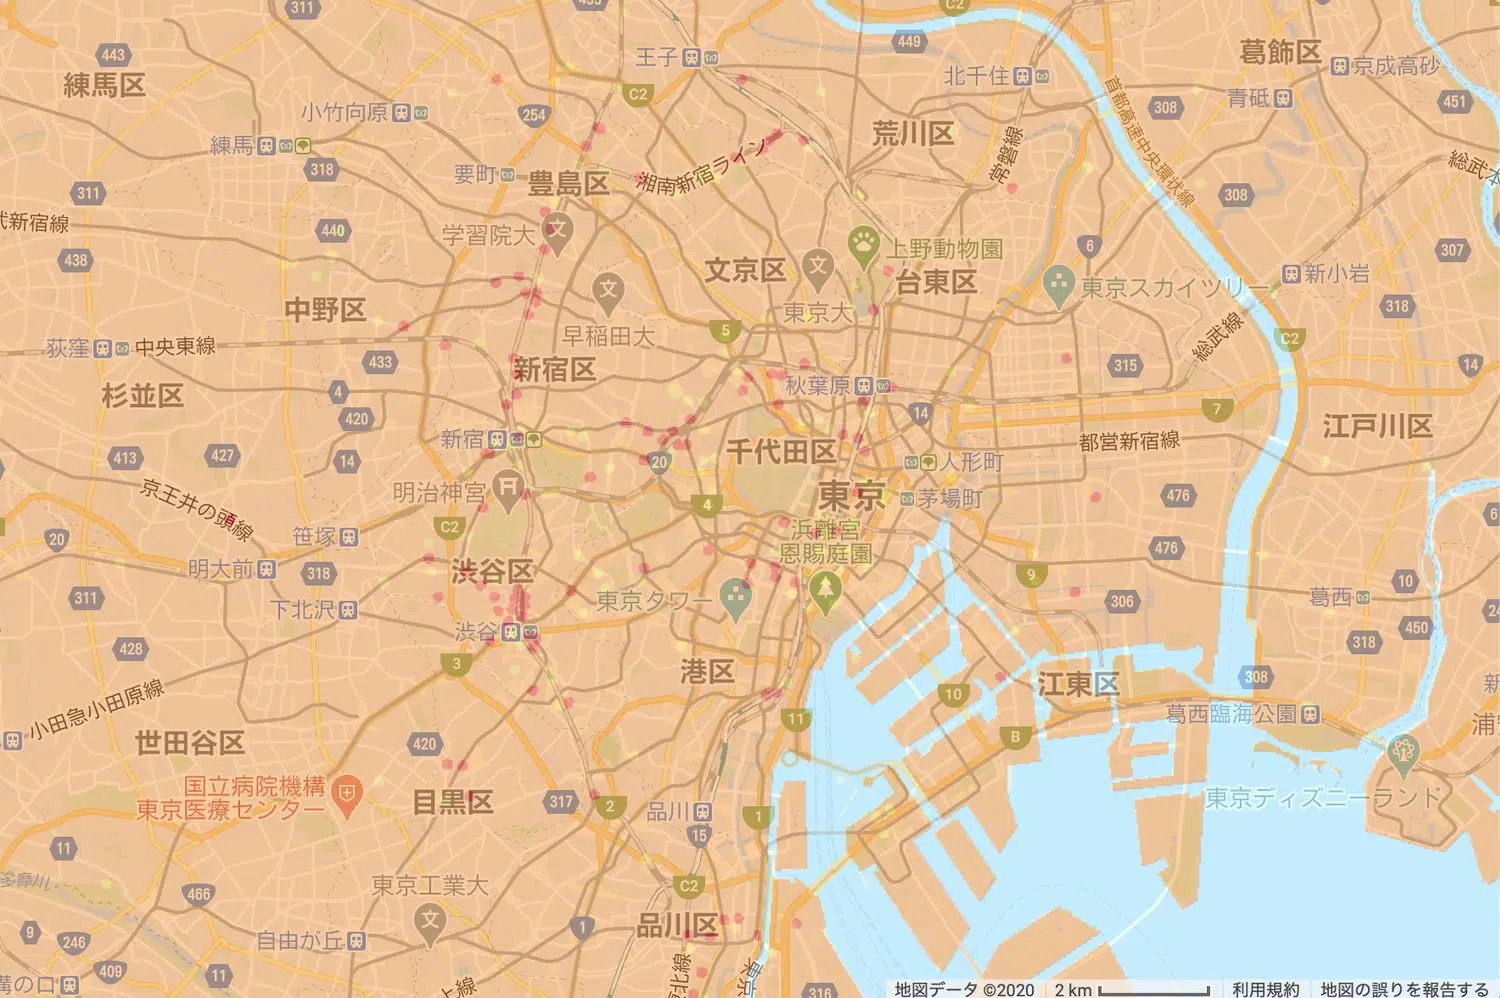 311
443
練馬区
王子
449
C2
葛飾区
京成高砂
北千住
C2
小竹向原
254
308
青砥
451
荒川区
首都高速中央環状線
練馬
318
要町
豊島区
湘南新宿ライン
常磐線
311
308
武新宿線
440
学習院大
上野動物園
6
307
438
文京区
台東区
新小岩
東京スカイツリー
中野区
東京大
318
早稲田大
5
総武線
C2
荻窪
中央東線
433
新宿区
315
14
杉並区
4
秋葉原
420
14
7
江戸川区
新宿
千代田区
都営新宿線
413
427
14
20
人形町
京王井の頭線
明治神宮
4
東京
茅場町
476
20
C2
笹塚
浜離宮
恩賜庭園
476
明大前
318
渋谷区
9
10
311
下北沢
東京タワー
306
葛西
渋谷
450
428
3
318
港区
江東区
308
小田急小田原線
10
11
葛西臨海公園
世田谷区
420
B
国立病院機構
東京医療センター
目黒区
317
2
品川
1
東京ディズニーランド
15
11
多摩川
466
東京工業大
C2
品川区
9
246
自由が丘
1
409
11
316
地図データ ©2020
2 km
利用規約
地図の誤りを報告する